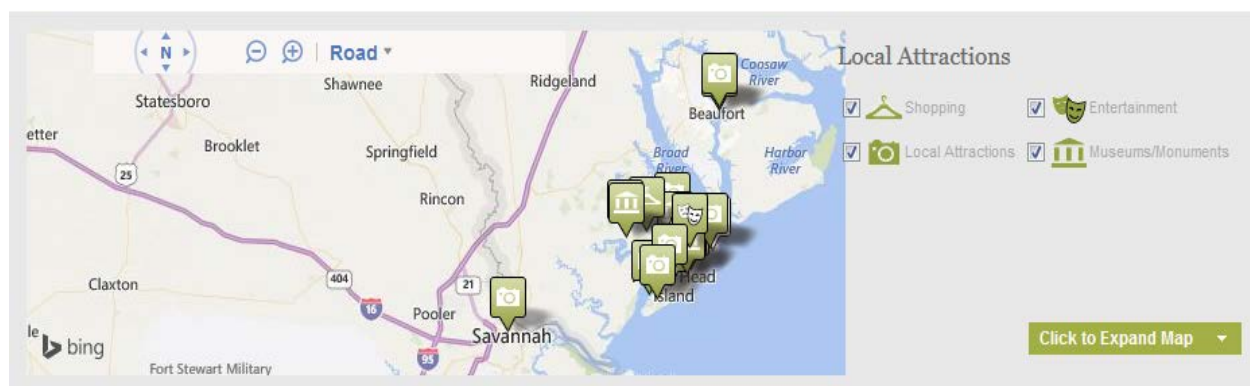 N
Road
Shawnee
Ridgeland
Coosaw
River
Statesboro
Beaufort
etter
Brooklet
Springfield
Broad
River
Harbor
River
25
Rincon
Claxton
404
21
Head
Island
16
Pooler
Savannah
le
bing
95
Fort Stewart Military
Local Attractions
Shopping
Entertainment
Local Attractions
Museums/Monuments
Click to Expand Map